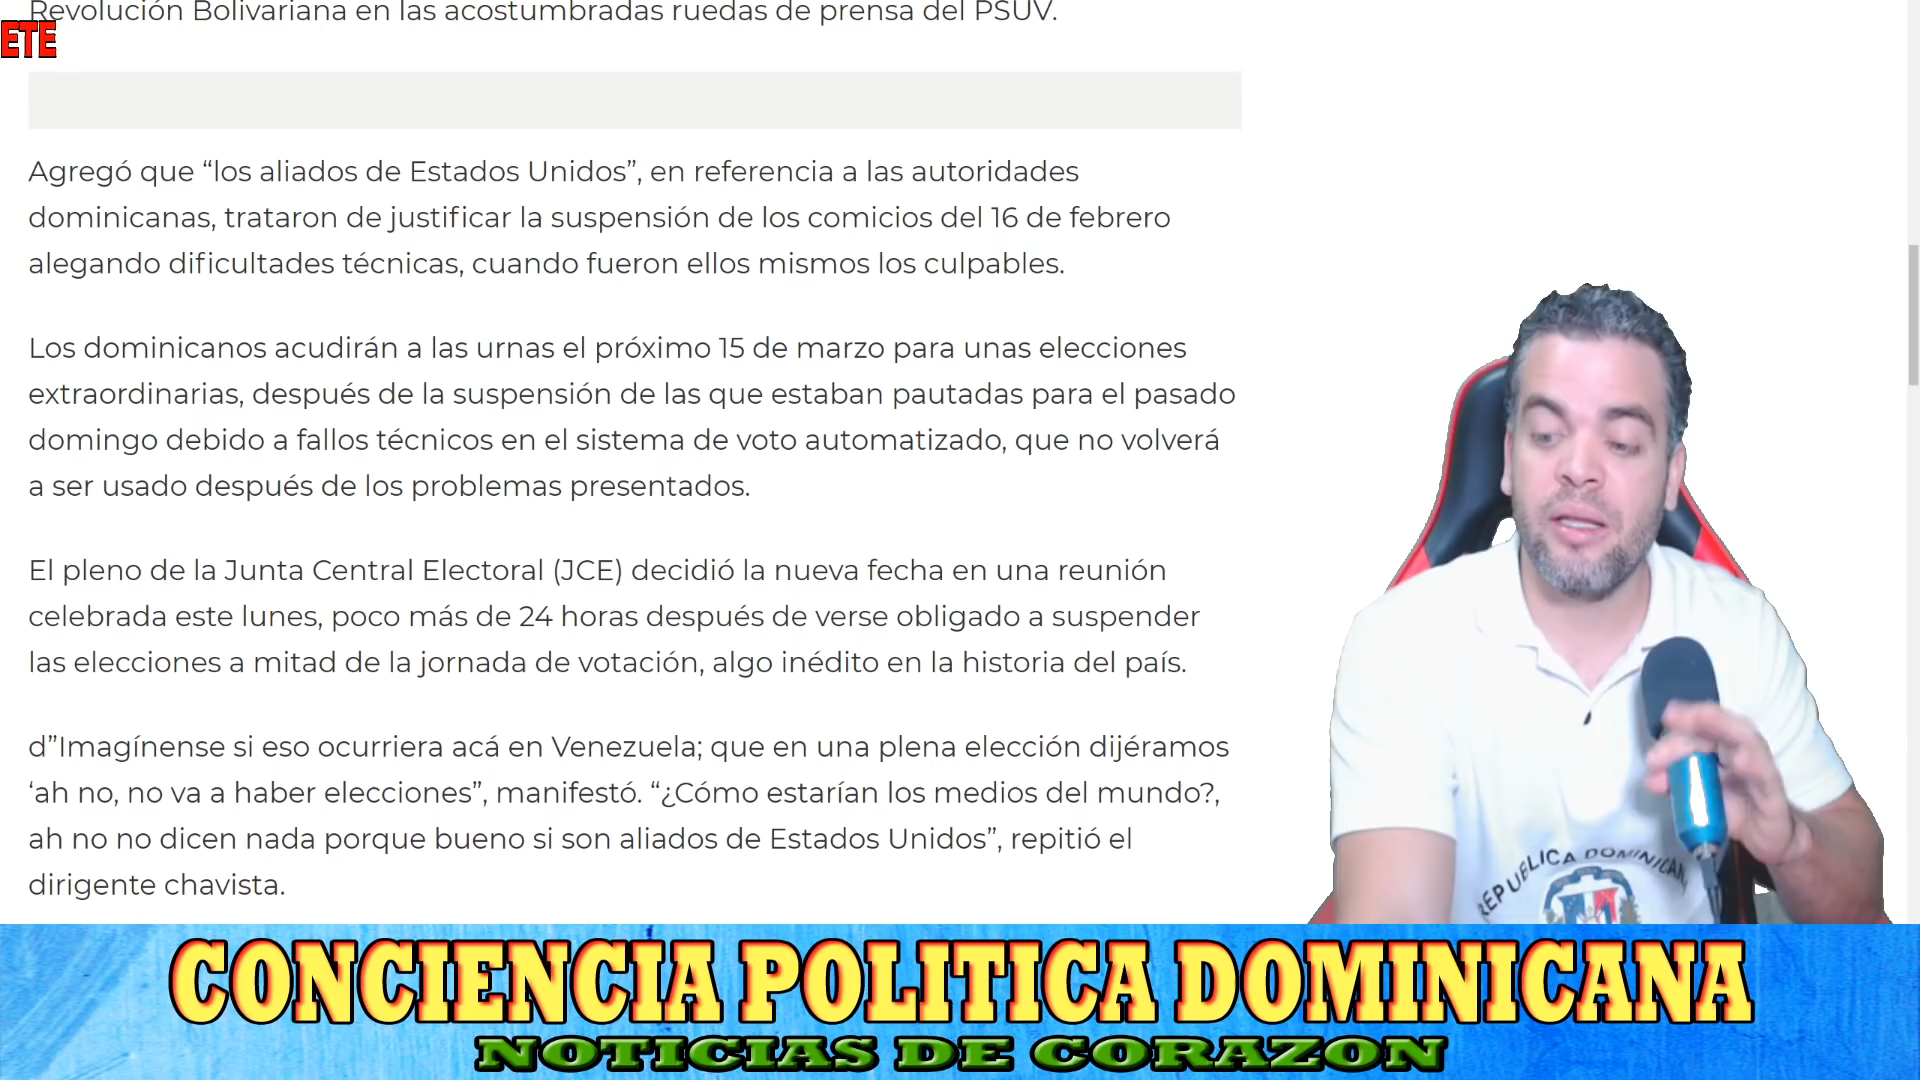 Revolución Bolivariana en las acostumbradas ruedas de prensa del PSUV.
ETE
Agregó que “los aliados de Estados Unidos”, en referencia a las autoridades
dominicanas, trataron de justificar la suspensión de los comicios del 16 de febrero
alegando dificultades técnicas, cuando fueron ellos mismos los culpables.
Los dominicanos acudirán a las urnas el próximo 15 de marzo para unas elecciones
extraordinarias, después de la suspensión de las que estaban pautadas para el pasado
domingo debido a fallos técnicos en el sistema de voto automatizado, que no volverá
a ser usado después de los problemas presentados.
El pleno de la Junta Central Electoral (JCE) decidió la nueva fecha en una reunión
celebrada este lunes, poco más de 24 horas después de verse obligado a suspender
las elecciones a mitad de la jornada de votación, algo inédito en la historia del país.
d”Imagínense si eso ocurriera acá en Venezuela; que en una plena elección dijéramos
‘ah no, no va a haber elecciones”, manifestó. “¿Cómo estarían los medios del mundo?,
ah no no dicen nada porque bueno si son aliados de Estados Unidos”, repitió el
dirigente chavista.
REPUBLICA DOMINICANA
CONCIENCIA POLITICA DOMINICANA
NOTICIAS DE CORAZON